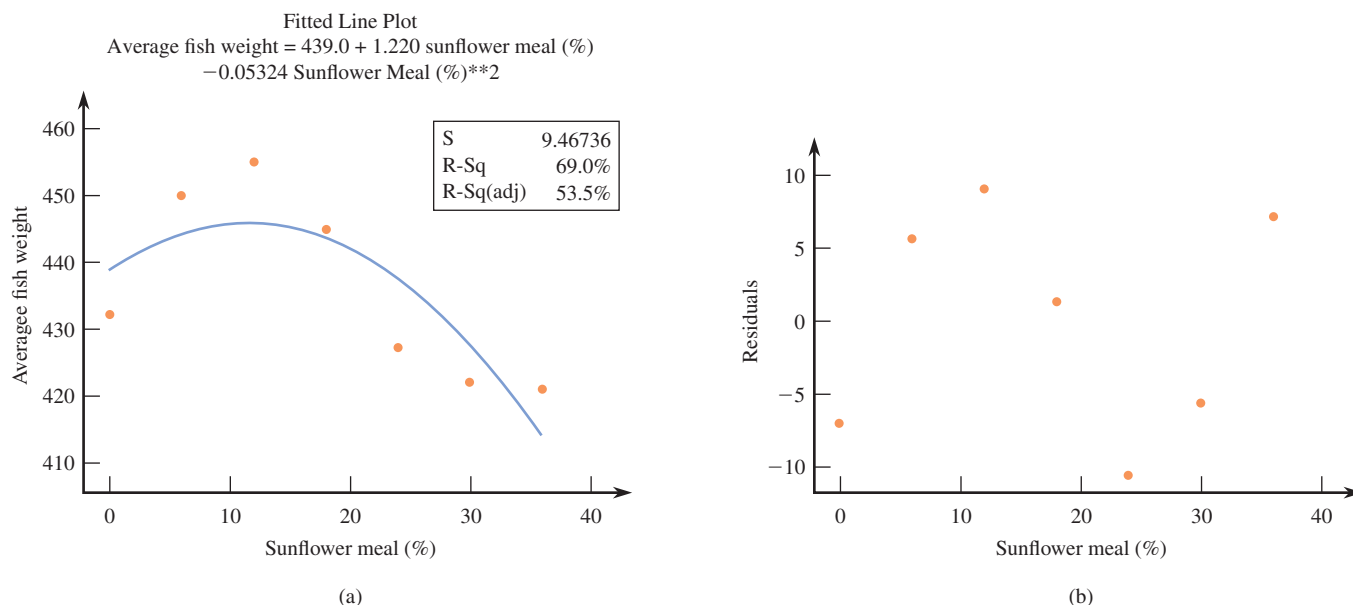 Fitted Line Plot
Average fish weight = 439.0 + 1.220 sunflower meal (%)
−0.05324 Sunflower Meal (%)**2
S 9.46736
R-Sq 69.0%
R-Sq(adj) 53.5%
460
450
440
430
420
410
Averagee fish weight
0 10 20 30 40
Sunflower meal (%)
(a)
10
5
0
−5
−10
Residuals
0 10 20 30 40
Sunflower meal (%)
(b)